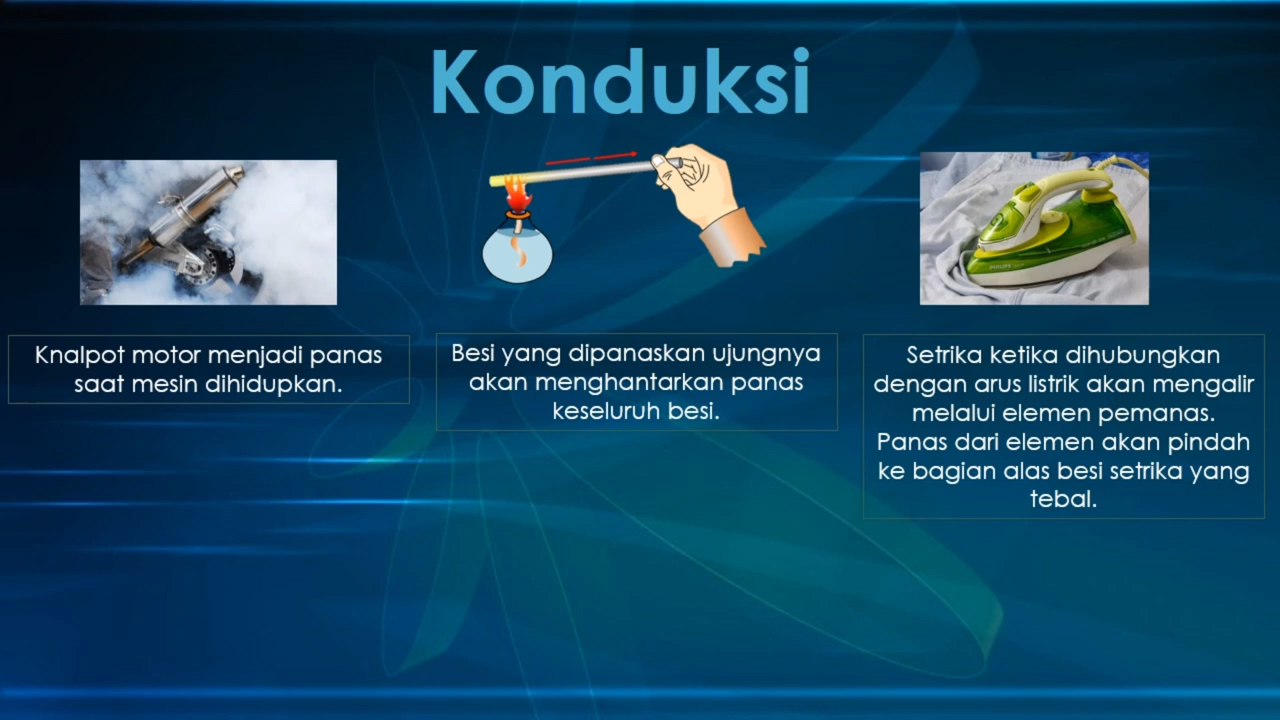 Konduksi
Knalpot motor menjadi panas
saat mesin dihidupkan.
Besi yang dipanaskan ujungnya
akan menghantarkan panas
keseluruh besi.
Setrika ketika dihubungkan
dengan arus listrik akan mengalir
melalui elemen pemanas.
Panas dari elemen akan pindah
ke bagian alas besi setrika yang
tebal.
PHILIPS